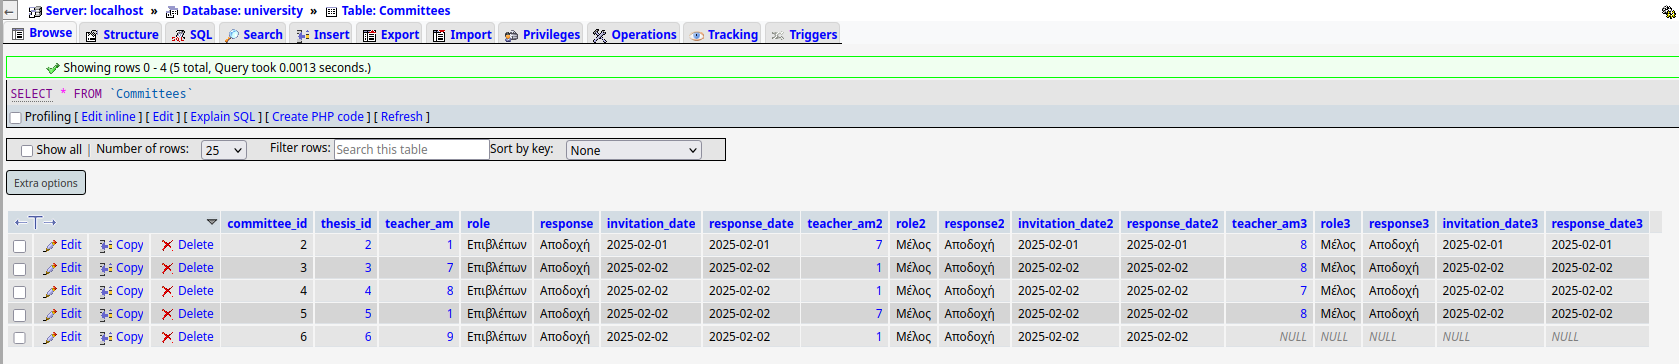 ← Server: localhost » Database: university » Table: Committees
Browse Structure SQL Search Insert Export Import Privileges Operations Tracking Triggers
Showing rows 0 - 4 (5 total, Query took 0.0013 seconds.)
SELECT * FROM `Committees`
Profiling [ Edit inline ] [ Edit ] [ Explain SQL ] [ Create PHP code ] [ Refresh ]
Show all | Number of rows: 25 Filter rows: Search this table Sort by key: None
Extra options
←T→ committee_id thesis_id teacher_am role response invitation_date response_date teacher_am2 role2 response2 invitation_date2 response_date2 teacher_am3 role3 response3 invitation_date3 response_date3
Edit Copy Delete 2 2 1 Επιβλέπων Αποδοχή 2025-02-01 2025-02-01 7 Μέλος Αποδοχή 2025-02-01 2025-02-01 8 Μέλος Αποδοχή 2025-02-01 2025-02-01
Edit Copy Delete 3 3 7 Επιβλέπων Αποδοχή 2025-02-02 2025-02-02 1 Μέλος Αποδοχή 2025-02-02 2025-02-02 8 Μέλος Αποδοχή 2025-02-02 2025-02-02
Edit Copy Delete 4 4 8 Επιβλέπων Αποδοχή 2025-02-02 2025-02-02 1 Μέλος Αποδοχή 2025-02-02 2025-02-02 7 Μέλος Αποδοχή 2025-02-02 2025-02-02
Edit Copy Delete 5 5 1 Επιβλέπων Αποδοχή 2025-02-02 2025-02-02 7 Μέλος Αποδοχή 2025-02-02 2025-02-02 8 Μέλος Αποδοχή 2025-02-02 2025-02-02
Edit Copy Delete 6 6 9 Επιβλέπων Αποδοχή 2025-02-02 2025-02-02 1 Μέλος Αποδοχή 2025-02-02 2025-02-02 NULL NULL NULL NULL NULL